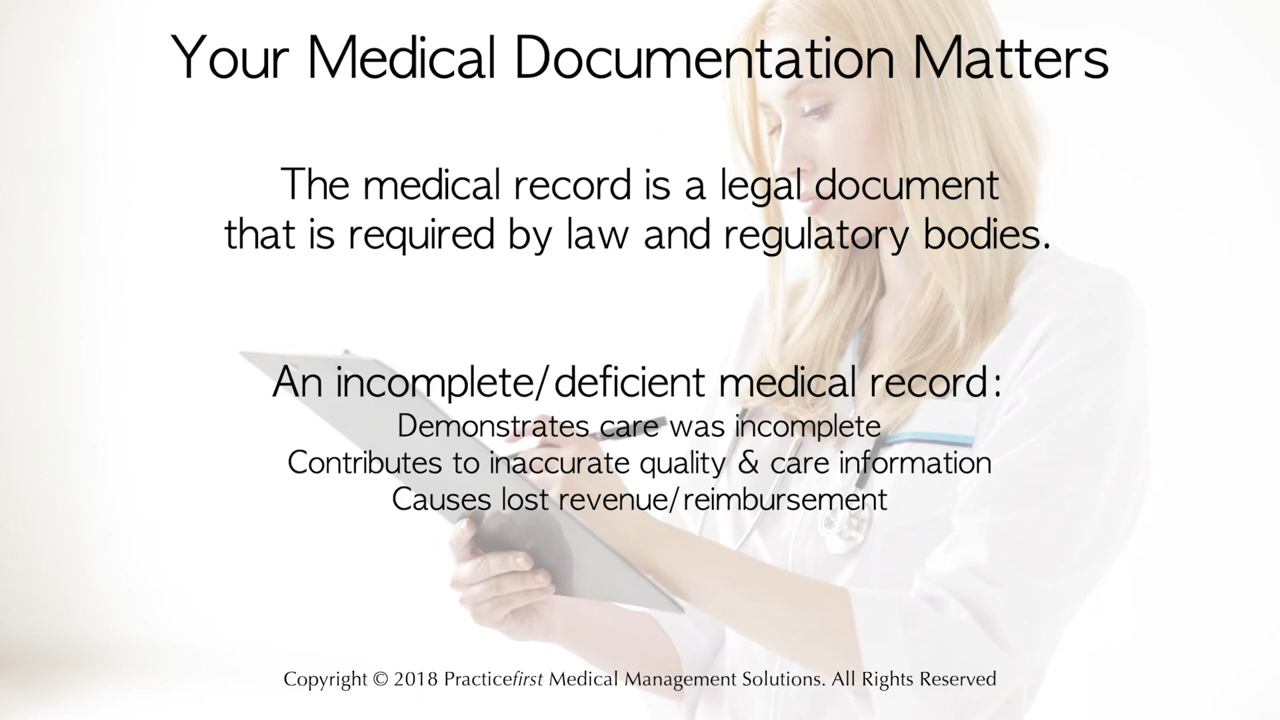 Your Medical Documentation Matters
The medical record is a legal document
that is required by law and regulatory bodies.
An incomplete/deficient medical record:
Demonstrates care was incomplete
Contributes to inaccurate quality & care information
Causes lost revenue/reimbursement
Copyright © 2018 Practicefirst Medical Management Solutions. All Rights Reserved